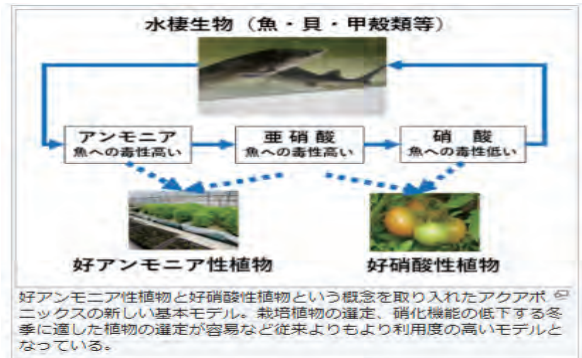 水棲生物（魚・貝・甲殻類等）
アンモニア
魚への毒性高い
亜硝酸
魚への毒性高い
硝　酸
魚への毒性低い
好アンモニア性植物
好硝酸性植物
好アンモニア性植物と好硝酸性植物という概念を取り入れたアクアポ
ニックスの新しい基本モデル。栽培植物の選定、硝化機能の低下する冬
季に適した植物の選定が容易など従来よりもより利用度の高いモデルと
なっている。